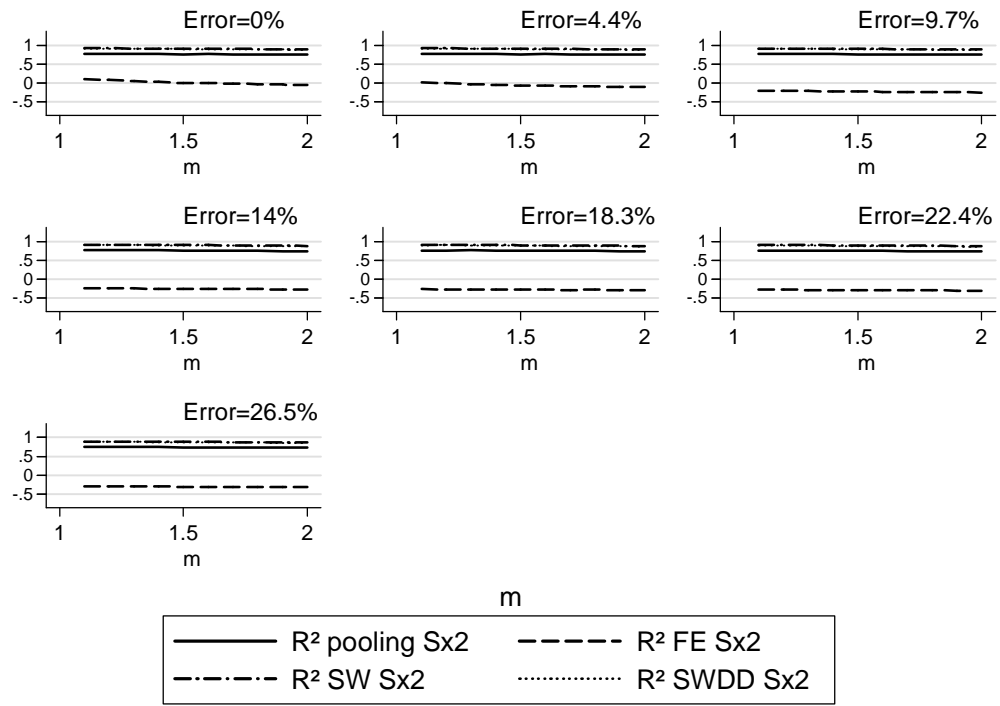 Error=0% Error=4.4% Error=9.7%
1 1 1
.5 .5 .5
0 0 0
-.5 -.5 -.5
1 1.5 2 1 1.5 2 1 1.5 2
m m m
Error=14% Error=18.3% Error=22.4%
1 1 1
.5 .5 .5
0 0 0
-.5 -.5 -.5
1 1.5 2 1 1.5 2 1 1.5 2
m m m
Error=26.5%
1
.5
0
-.5
1 1.5 2
m
m
R² pooling Sx2 R² FE Sx2
R² SW Sx2 R² SWDD Sx2